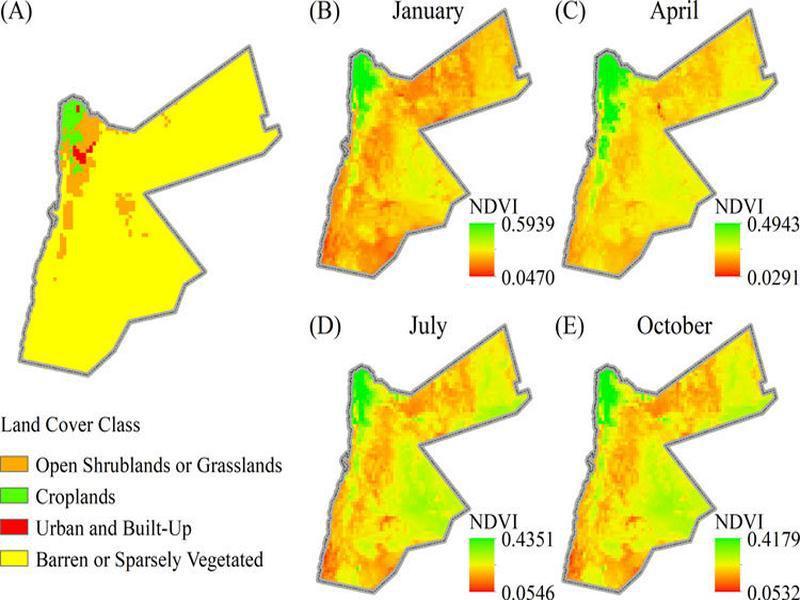 (A)
(B) January
(C) April
NDVI
0.5939
0.0470
NDVI
0.4943
0.0291
(D) July
(E) October
NDVI
0.4351
0.0546
NDVI
0.4179
0.0532
Land Cover Class
Open Shrublands or Grasslands
Croplands
Urban and Built-Up
Barren or Sparsely Vegetated